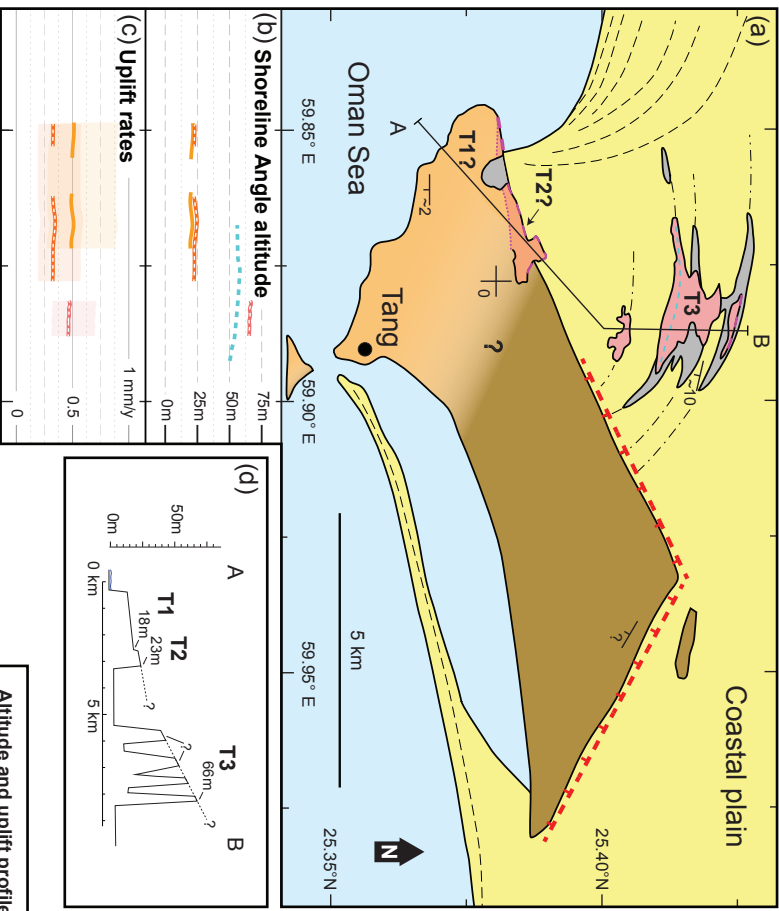 (a)
Coastal plain
B
T3
~10
T2?
T1?
A
0
?
~2
?
Tang
Oman Sea
5 km
N
25.40°N
25.35°N
59.85° E
59.90° E
59.95° E
(b) Shoreline Angle altitude
75m
50m
25m
0m
(c) Uplift rates
1 mm/y
0.5
0
(d)
A
B
50m
0m
0 km
5 km
T1
18m
T2
23m
?
?
T3
66m
?
Altitude and uplift profile